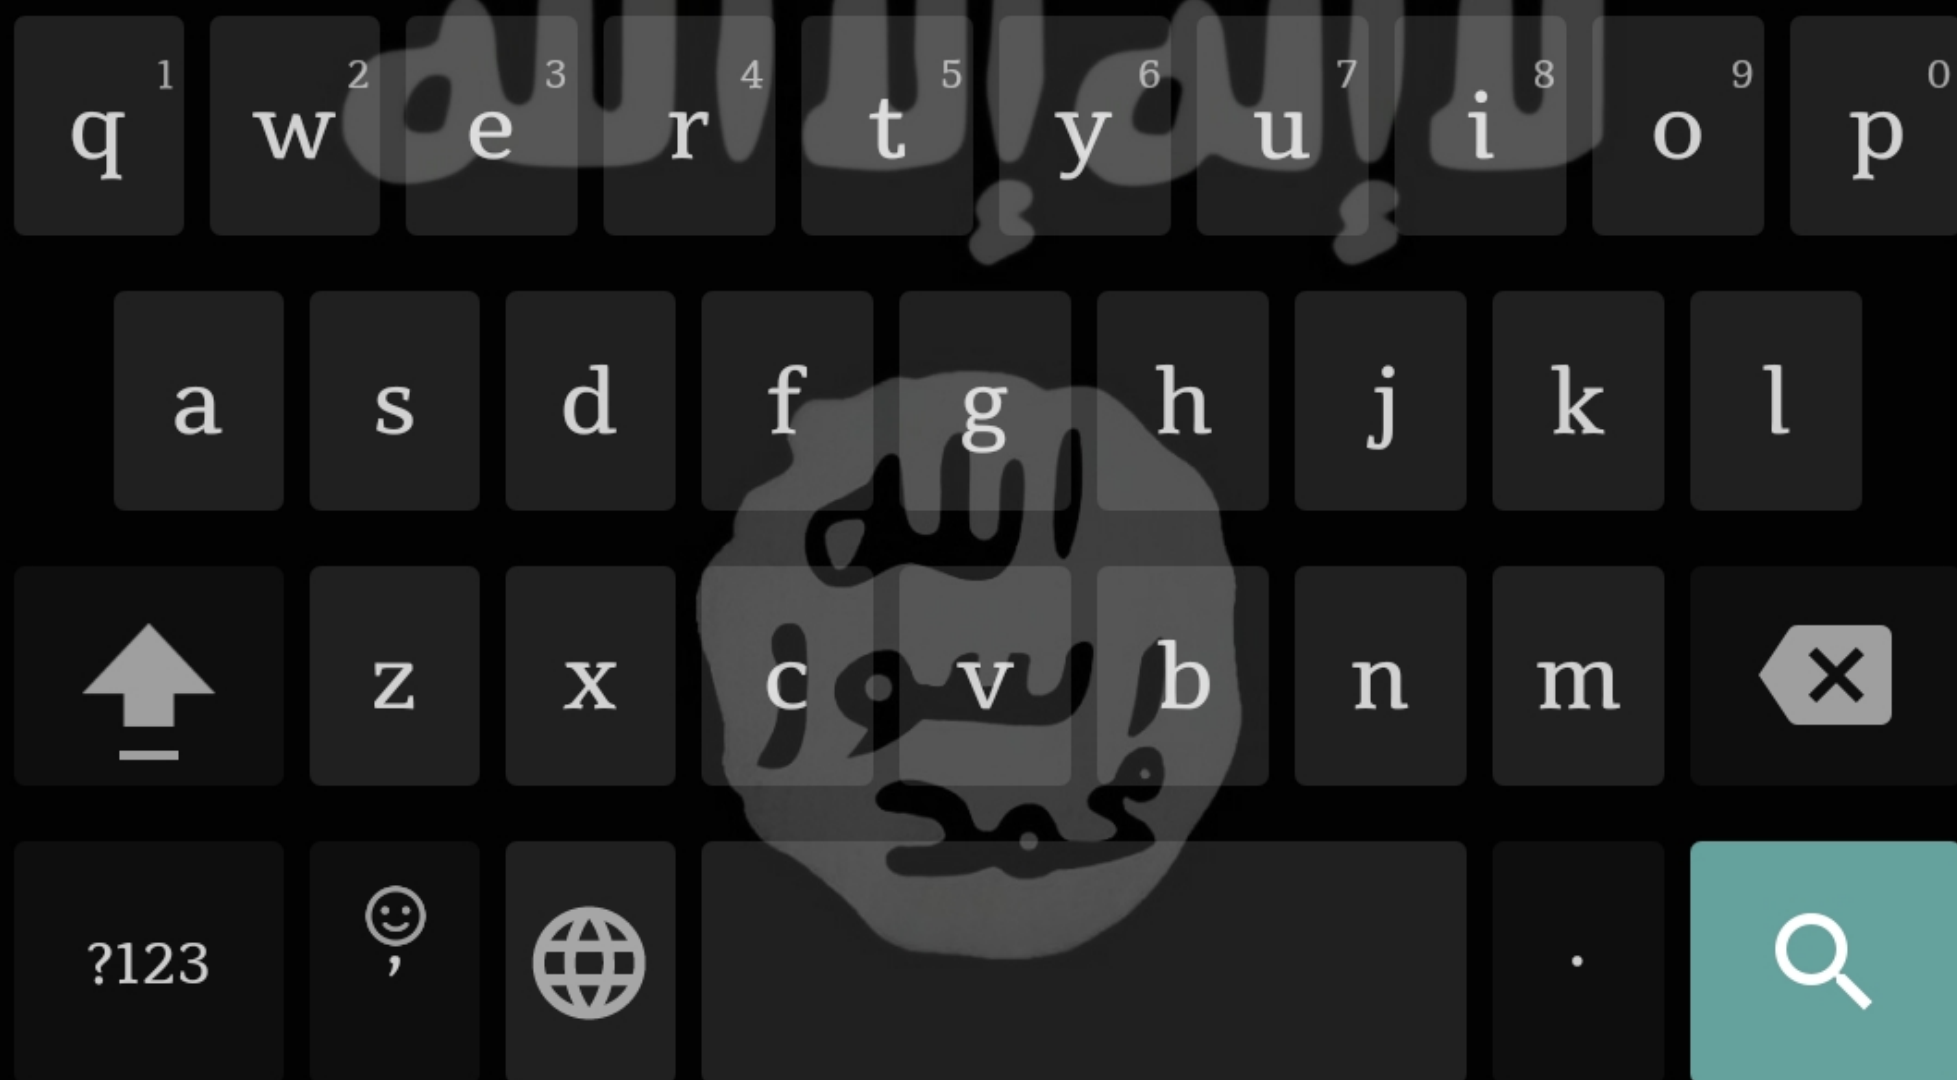 لا إله إلا الله
q 1 w 2 e 3 r 4 t 5 y 6 u 7 i 8 o 9 p 0
a s d f g h j k l
الله
رسول
محمد
z x c v b n m
?123 , .